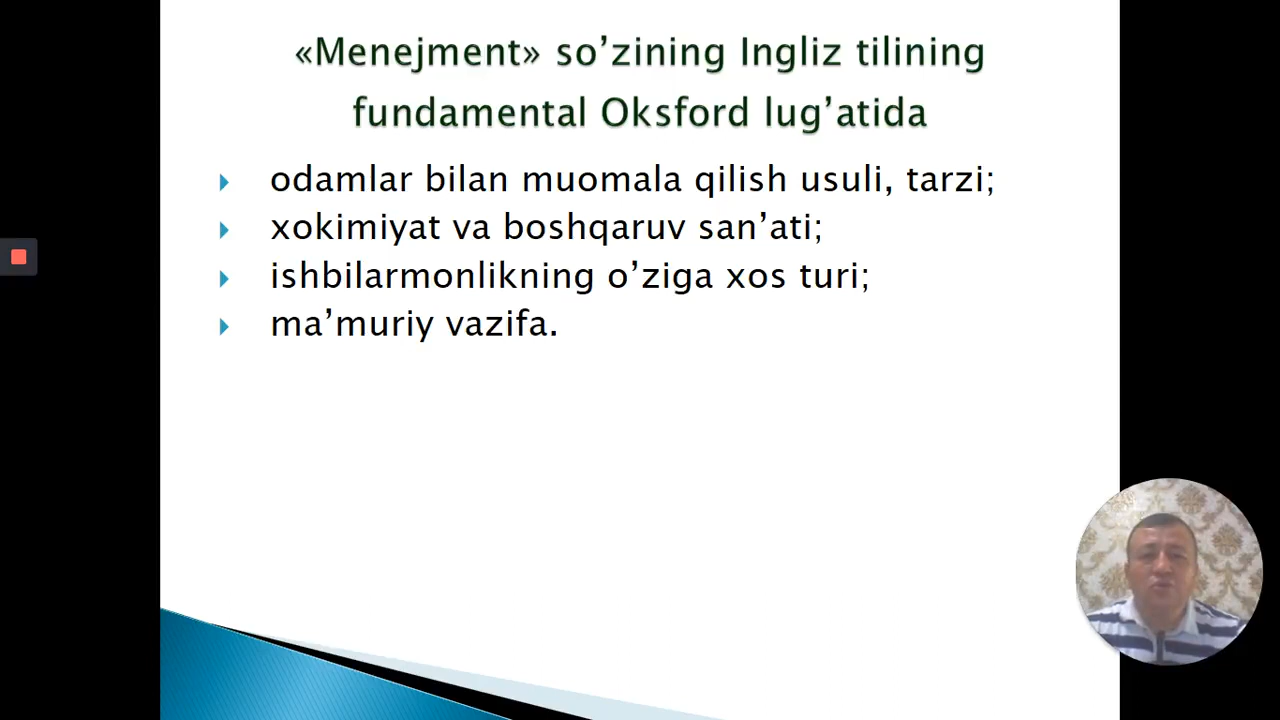 «Menejment» so’zining Ingliz tilining
fundamental Oksford lug’atida
odamlar bilan muomala qilish usuli, tarzi;
xokimiyat va boshqaruv san’ati;
ishbilarmonlikning o’ziga xos turi;
ma’muriy vazifa.